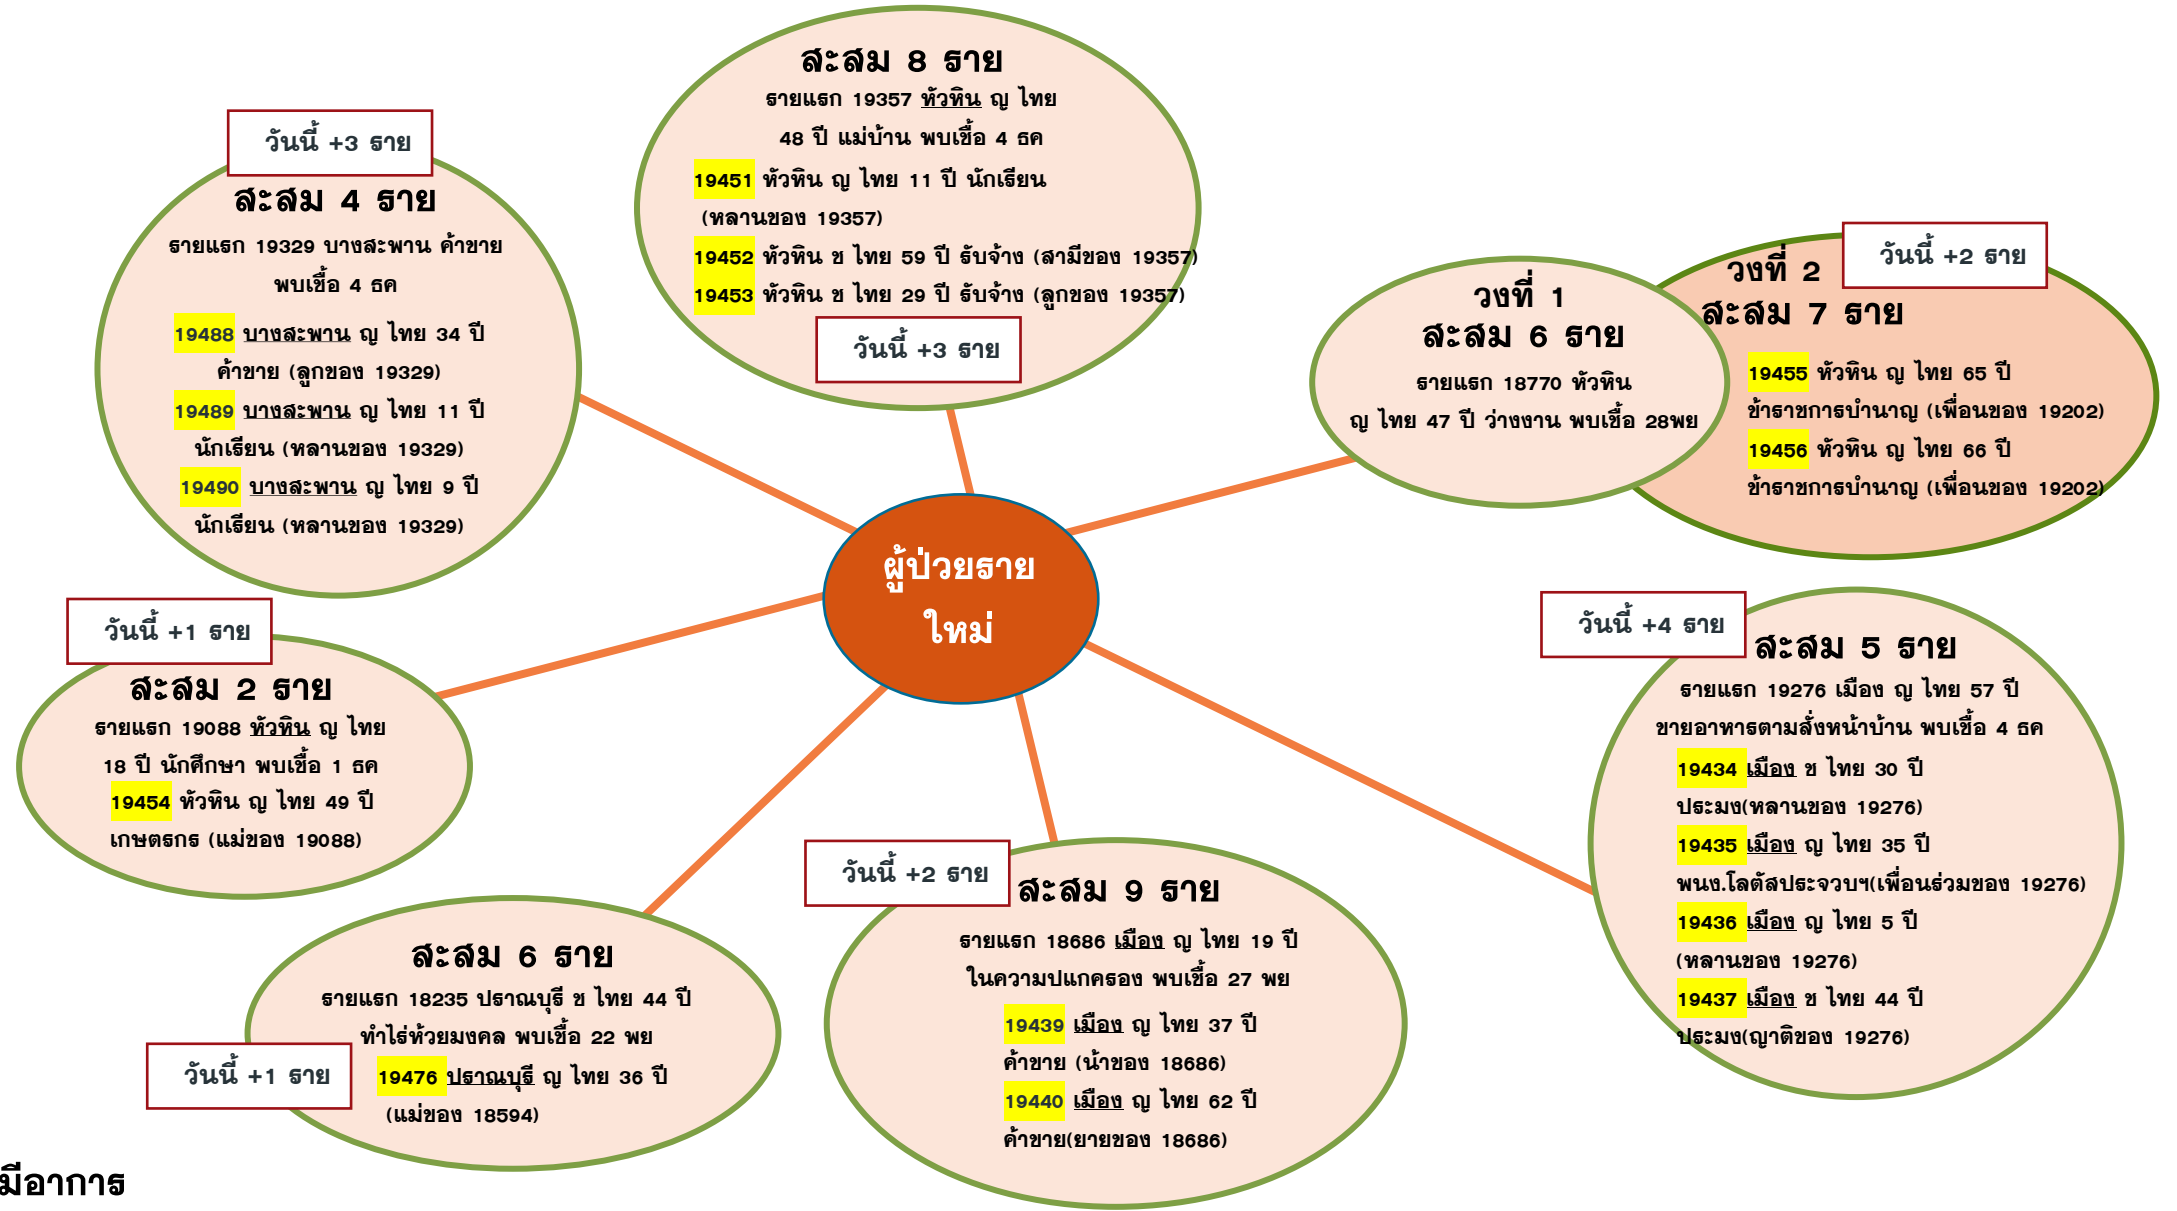 สะสม 8 ราย
รายแรก 19357 หัวหิน ญ ไทย
48 ปี แม่บ้าน พบเชื้อ 4 ธค
19451 หัวหิน ญ ไทย 11 ปี นักเรียน
(หลานของ 19357)
19452 หัวหิน ช ไทย 59 ปี รับจ้าง (สามีของ 19357)
19453 หัวหิน ช ไทย 29 ปี รับจ้าง (ลูกของ 19357)
วันนี้ +3 ราย
วันนี้ +3 ราย
สะสม 4 ราย
รายแรก 19329 บางสะพาน ค้าขาย
พบเชื้อ 4 ธค
19488 บางสะพาน ญ ไทย 34 ปี
ค้าขาย (ลูกของ 19329)
19489 บางสะพาน ญ ไทย 11 ปี
นักเรียน (หลานของ 19329)
19490 บางสะพาน ญ ไทย 9 ปี
นักเรียน (หลานของ 19329)
วงที่ 1
สะสม 6 ราย
รายแรก 18770 หัวหิน
ญ ไทย 47 ปี ว่างงาน พบเชื้อ 28พย
วันนี้ +2 ราย
วงที่ 2
สะสม 7 ราย
19455 หัวหิน ญ ไทย 65 ปี
ข้าราชการบำนาญ (เพื่อนของ 19202)
19456 หัวหิน ญ ไทย 66 ปี
ข้าราชการบำนาญ (เพื่อนของ 19202)
ผู้ป่วยราย
ใหม่
วันนี้ +1 ราย
สะสม 2 ราย
รายแรก 19088 หัวหิน ญ ไทย
18 ปี นักศึกษา พบเชื้อ 1 ธค
19454 หัวหิน ญ ไทย 49 ปี
เกษตรกร (แม่ของ 19088)
วันนี้ +4 ราย
สะสม 5 ราย
รายแรก 19276 เมือง ญ ไทย 57 ปี
ขายอาหารตามสั่งหน้าบ้าน พบเชื้อ 4 ธค
19434 เมือง ช ไทย 30 ปี
ประมง(หลานของ 19276)
19435 เมือง ญ ไทย 35 ปี
พนง.โลตัสประจวบฯ(เพื่อนร่วมของ 19276)
19436 เมือง ญ ไทย 5 ปี
(หลานของ 19276)
19437 เมือง ช ไทย 44 ปี
ประมง(ญาติของ 19276)
สะสม 6 ราย
รายแรก 18235 ปราณบุรี ช ไทย 44 ปี
ทำไร่ห้วยมงคล พบเชื้อ 22 พย
19476 ปราณบุรี ญ ไทย 36 ปี
(แม่ของ 18594)
วันนี้ +1 ราย
วันนี้ +2 ราย
สะสม 9 ราย
รายแรก 18686 เมือง ญ ไทย 19 ปี
ในความปแกครอง พบเชื้อ 27 พย
19439 เมือง ญ ไทย 37 ปี
ค้าขาย (น้าของ 18686)
19440 เมือง ญ ไทย 62 ปี
ค้าขาย(ยายของ 18686)
มีอาการ